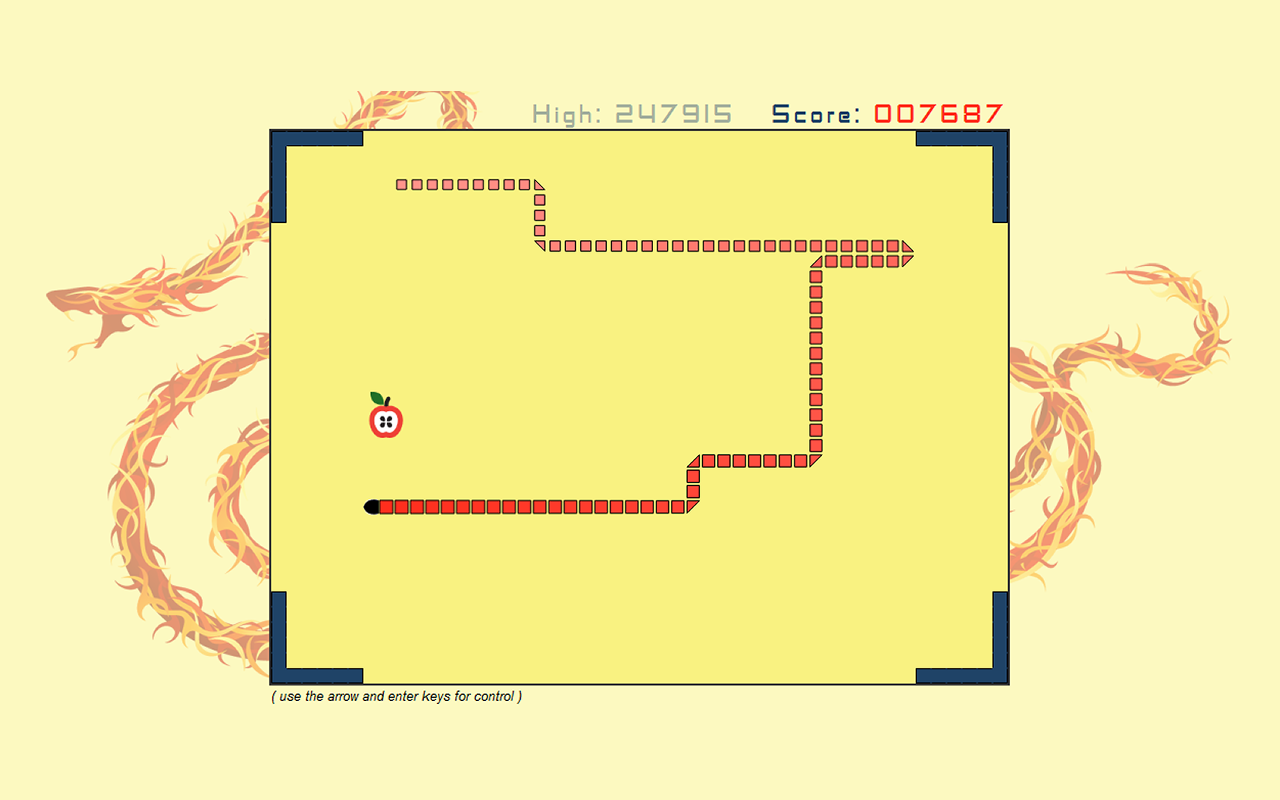 High: 247915 Score: 007687
( use the arrow and enter keys for control )